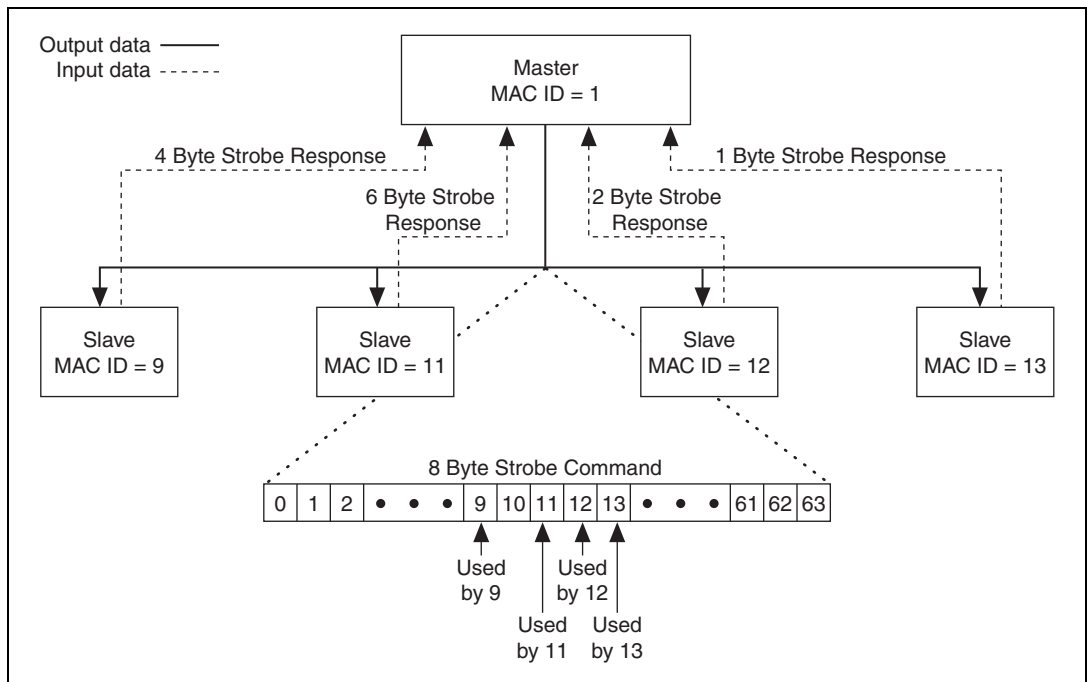 Output data
Input data
Master
MAC ID = 1
4 Byte Strobe Response
1 Byte Strobe Response
6 Byte Strobe
Response
2 Byte Strobe
Response
Slave
MAC ID = 9
Slave
MAC ID = 11
Slave
MAC ID = 12
Slave
MAC ID = 13
8 Byte Strobe Command
0 1 2 • • • 9 10 11 12 13 • • • 61 62 63
Used
by 9
Used
by 12
Used
by 11
Used
by 13